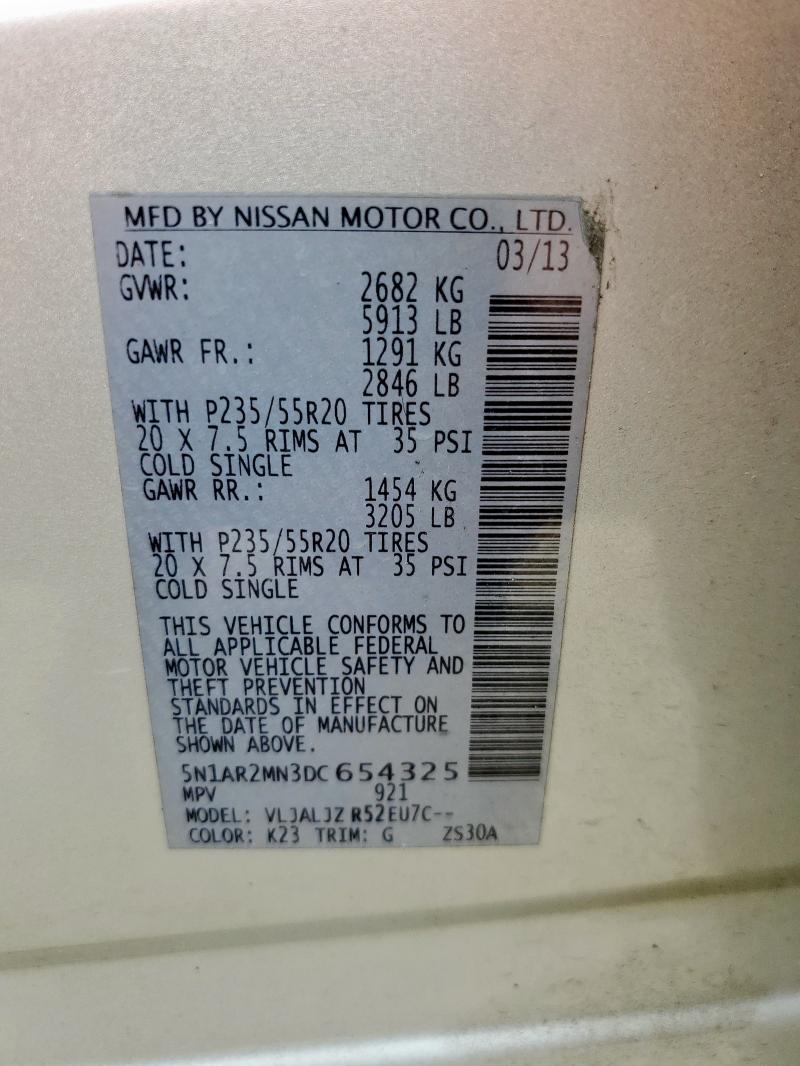 MFD BY NISSAN MOTOR CO., LTD.
DATE: 03/13
GVWR: 2682 KG
5913 LB
GAWR FR.: 1291 KG
2846 LB
WITH P235/55R20 TIRES
20 X 7.5 RIMS AT 35 PSI
COLD SINGLE
GAWR RR.: 1454 KG
3205 LB
WITH P235/55R20 TIRES
20 X 7.5 RIMS AT 35 PSI
COLD SINGLE
THIS VEHICLE CONFORMS TO
ALL APPLICABLE FEDERAL
MOTOR VEHICLE SAFETY AND
THEFT PREVENTION
STANDARDS IN EFFECT ON
THE DATE OF MANUFACTURE
SHOWN ABOVE.
5N1AR2MN3DC654325
MPV 921
MODEL: VLJALJZ R52EU7C--
COLOR: K23 TRIM: G ZS30A